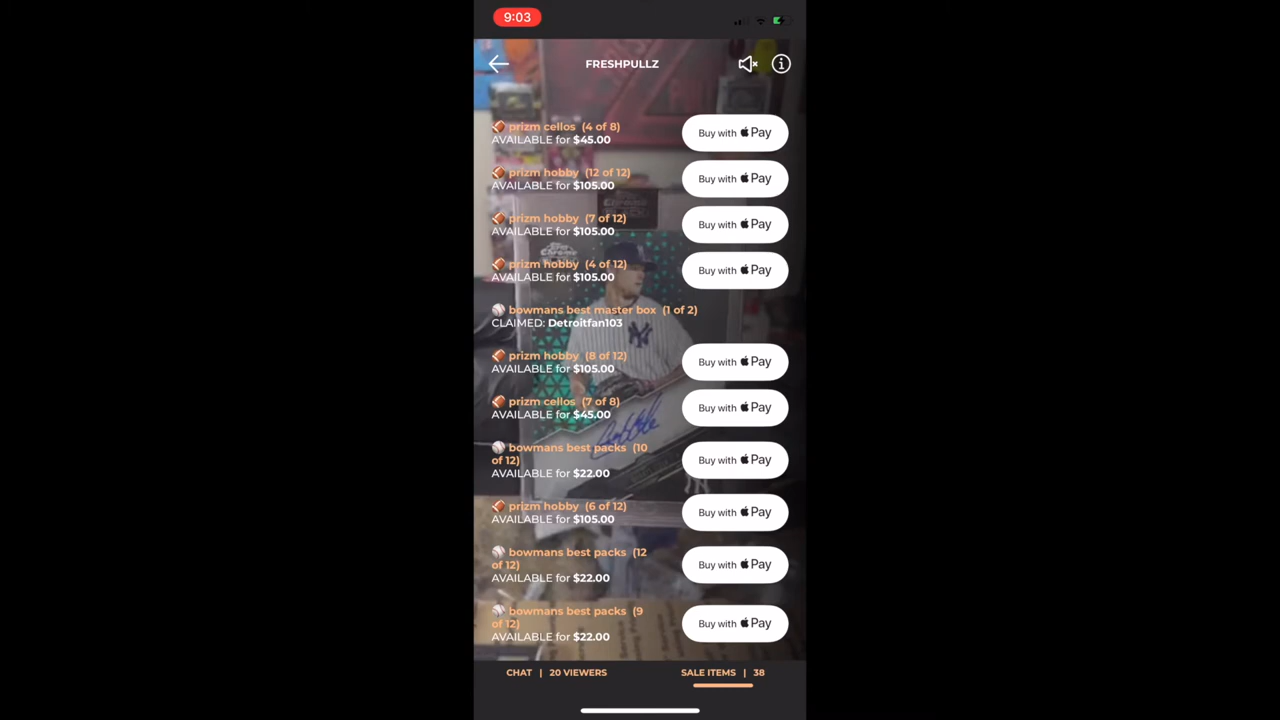 9:03
FRESHPULLZ
prizm cellos (4 of 8)
AVAILABLE for $45.00
Buy with Pay
prizm hobby (12 of 12)
AVAILABLE for $105.00
Buy with Pay
prizm hobby (7 of 12)
AVAILABLE for $105.00
Buy with Pay
prizm hobby (4 of 12)
AVAILABLE for $105.00
Buy with Pay
bowmans best master box (1 of 2)
CLAIMED: Detroitfan103
prizm hobby (8 of 12)
AVAILABLE for $105.00
Buy with Pay
prizm cellos (7 of 8)
AVAILABLE for $45.00
Buy with Pay
bowmans best packs (10
of 12)
AVAILABLE for $22.00
Buy with Pay
prizm hobby (6 of 12)
AVAILABLE for $105.00
Buy with Pay
bowmans best packs (12
of 12)
AVAILABLE for $22.00
Buy with Pay
bowmans best packs (9
of 12)
AVAILABLE for $22.00
Buy with Pay
CHAT | 20 VIEWERS
SALE ITEMS | 38